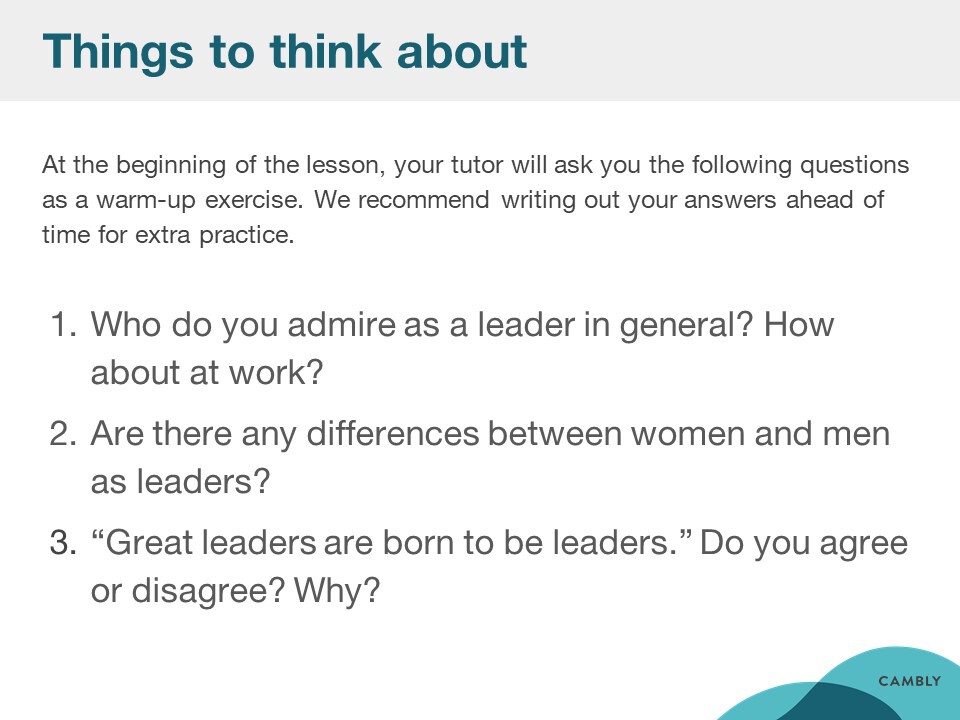 Things to think about
At the beginning of the lesson, your tutor will ask you the following questions
as a warm-up exercise. We recommend writing out your answers ahead of
time for extra practice.
1. Who do you admire as a leader in general? How
about at work?
2. Are there any differences between women and men
as leaders?
3. “Great leaders are born to be leaders.” Do you agree
or disagree? Why?
CAMBLY